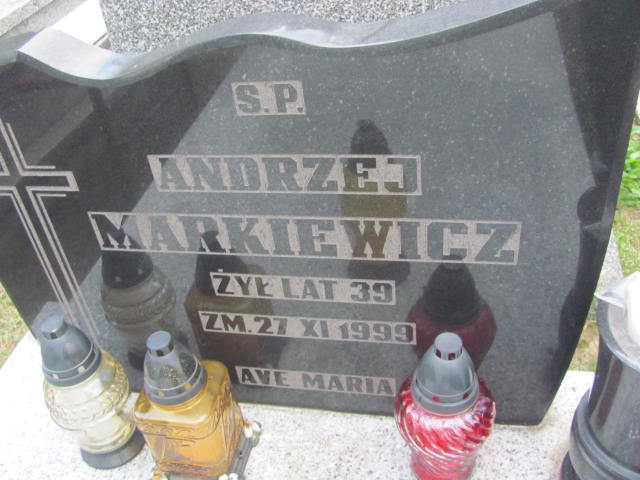 S.P.
ANDRZEJ
MARKIEWICZ
ŻYŁ LAT 39
ZM. 27 XI 1999
AVE MARIA